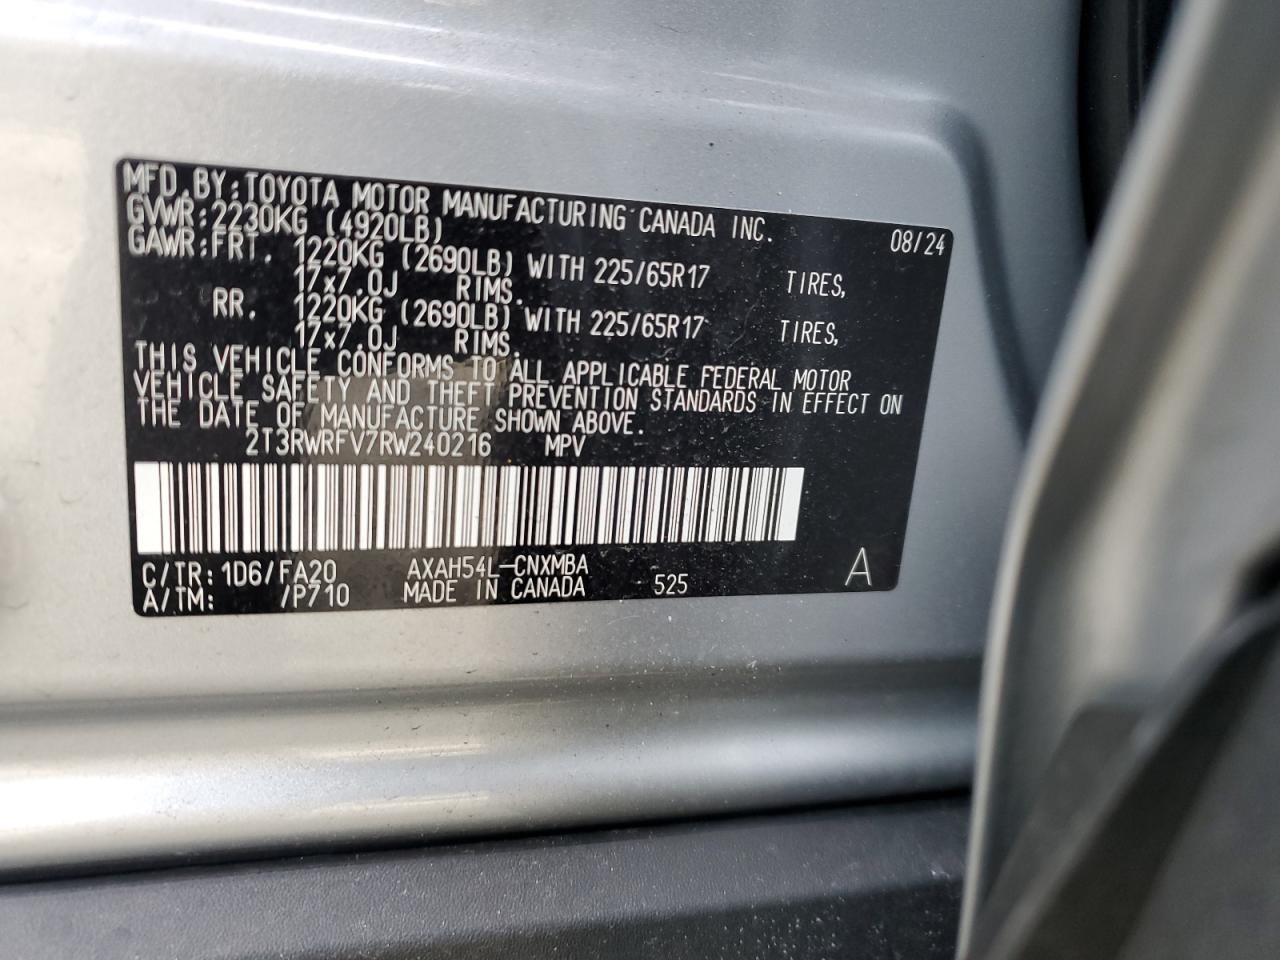 MFD. BY: TOYOTA MOTOR MANUFACTURING CANADA INC. 08/24
GVWR: 2230KG (4920LB)
GAWR: FRT. 1220KG (2690LB) WITH 225/65R17 TIRES,
17x7.0J RIMS.
RR. 1220KG (2690LB) WITH 225/65R17 TIRES,
17x7.0J RIMS.
THIS VEHICLE CONFORMS TO ALL APPLICABLE FEDERAL MOTOR
VEHICLE SAFETY AND THEFT PREVENTION STANDARDS IN EFFECT ON
THE DATE OF MANUFACTURE SHOWN ABOVE.
2T3RWRFV7RW240216 MPV
C/TR: 1D6/FA20 AXAH54L-CNXMBA
A/TM: /P710 MADE IN CANADA 525 A